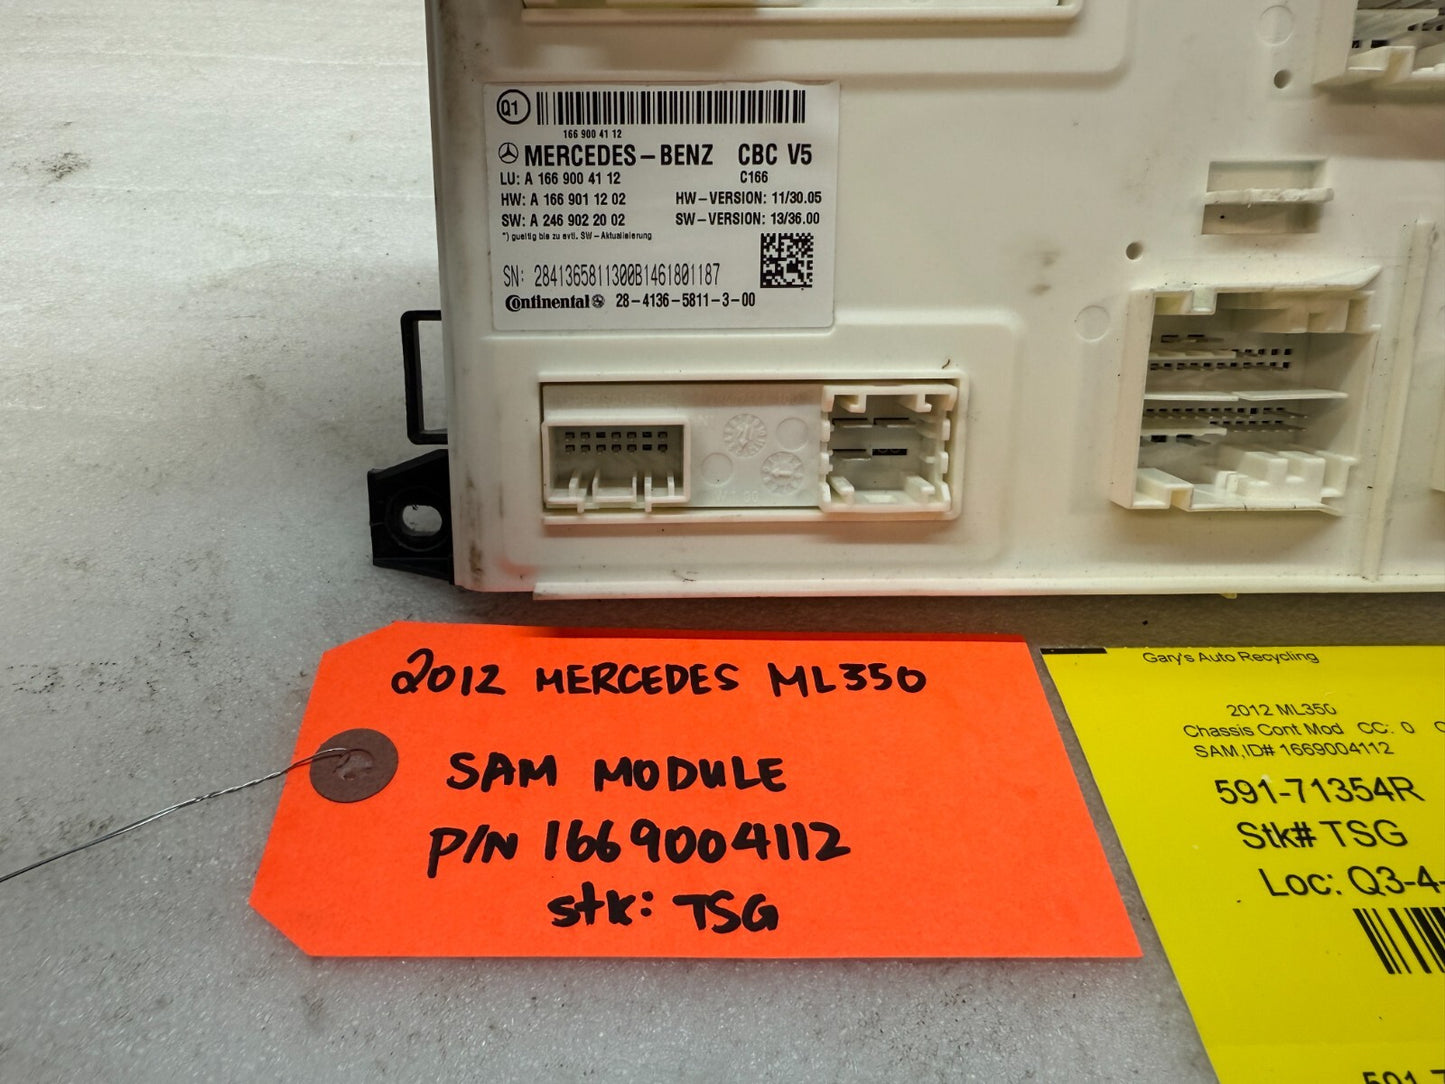 Q1
166 900 41 12
MERCEDES-BENZ CBC V5
LU: A 166 900 41 12 C166
HW: A 166 901 12 02 HW-VERSION: 11/30.05
SW: A 246 902 20 02 SW-VERSION: 13/36.00
*) gueltig bis zu evtl. SW-Aktualisierung
SN: 2841365811300B1461801187
Continental 28-4136-5811-3-00
2012 MERCEDES ML350
SAM MODULE
P/N 1669004112
Stk: TSG
Gary's Auto Recycling
2012 ML350
Chassis Cont Mod CC: 0
SAM,ID# 1669004112
591-71354R
Stk# TSG
Loc: Q3-4-